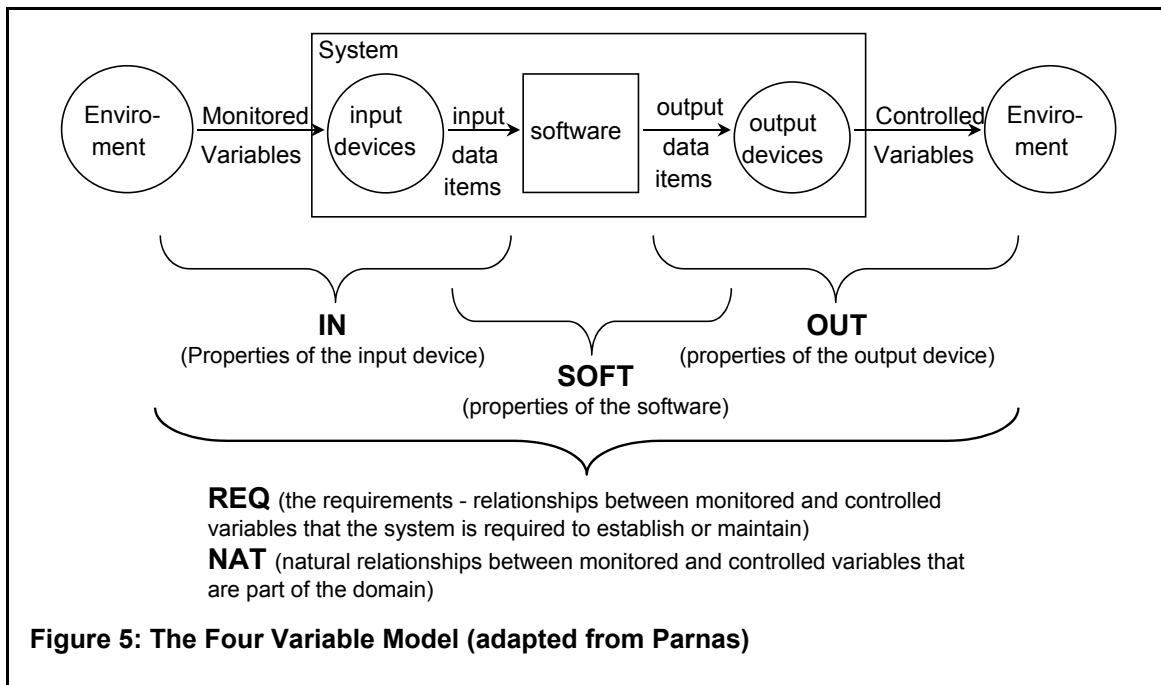 System
Enviro-
ment
Monitored
Variables
input
devices
input
data
items
software
output
data
items
output
devices
Controlled
Variables
Enviro-
ment
IN
(Properties of the input device)
OUT
(properties of the output device)
SOFT
(properties of the software)
REQ (the requirements - relationships between monitored and controlled
variables that the system is required to establish or maintain)
NAT (natural relationships between monitored and controlled variables that
are part of the domain)
Figure 5: The Four Variable Model (adapted from Parnas)